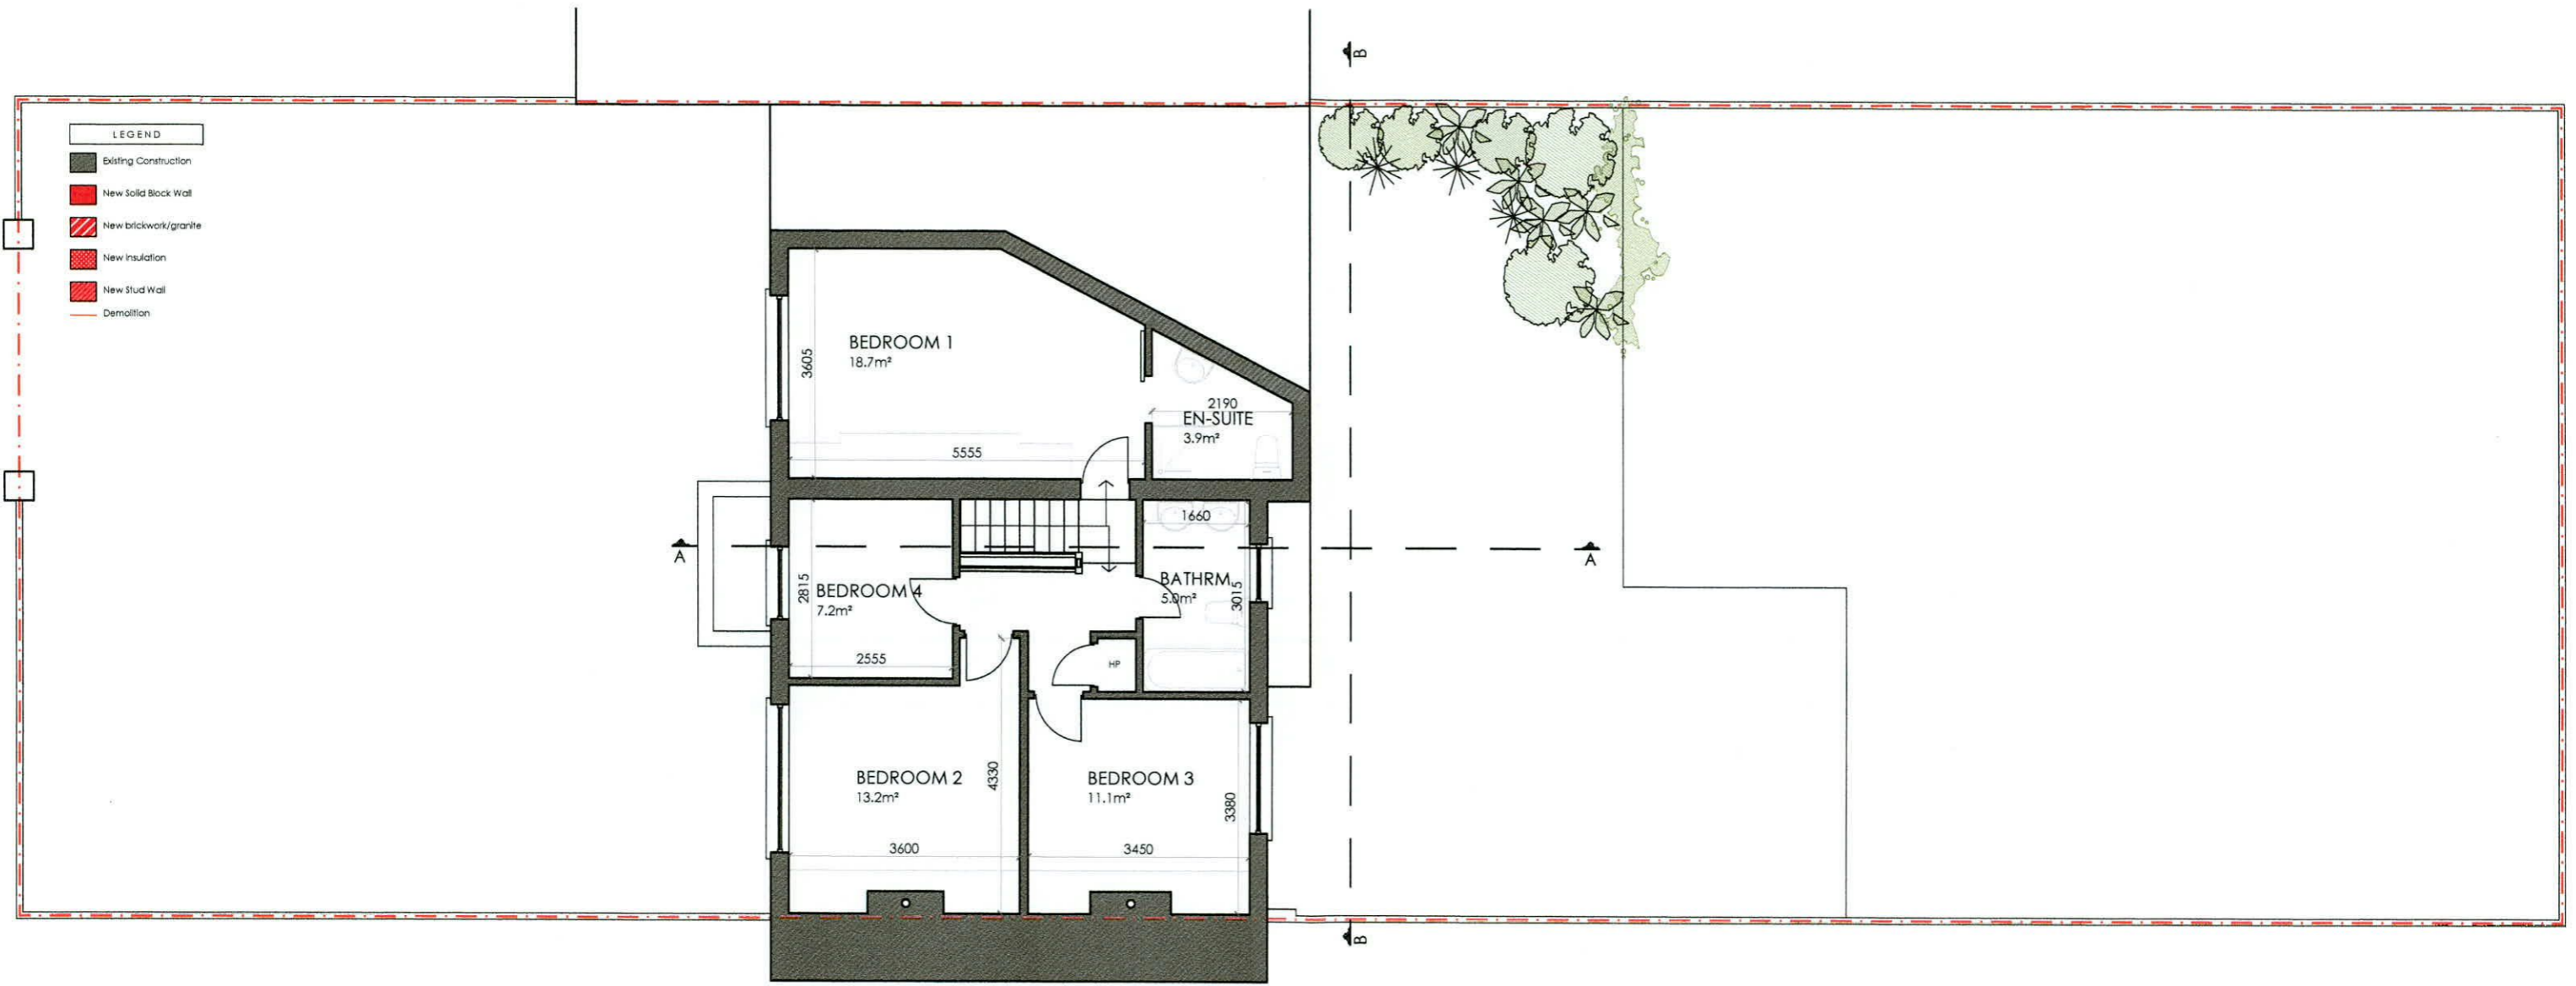 B
LEGEND
Existing Construction
New Solid Block Wall
New brickwork/granite
New Insulation
New Stud Wall
Demolition
BEDROOM 1
18.7m²
3605
5555
2190
EN-SUITE
3.9m²
1660
A
A
2815
BEDROOM 4
7.2m²
2555
BATHRM
5.0m²
3015
HP
BEDROOM 2
13.2m²
4330
3600
BEDROOM 3
11.1m²
3380
3450
B